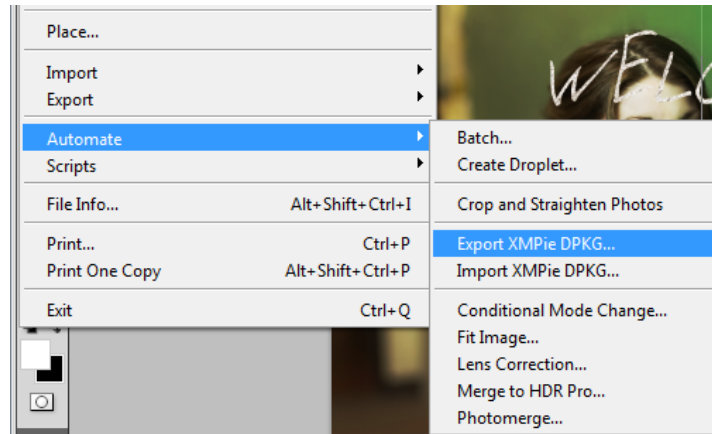 Place...
Import
Export
Automate
Scripts
File Info... Alt+Shift+Ctrl+I
Print... Ctrl+P
Print One Copy Alt+Shift+Ctrl+P
Exit Ctrl+Q
Batch...
Create Droplet...
Crop and Straighten Photos
Export XMPie DPKG...
Import XMPie DPKG...
Conditional Mode Change...
Fit Image...
Lens Correction...
Merge to HDR Pro...
Photomerge...
WELC